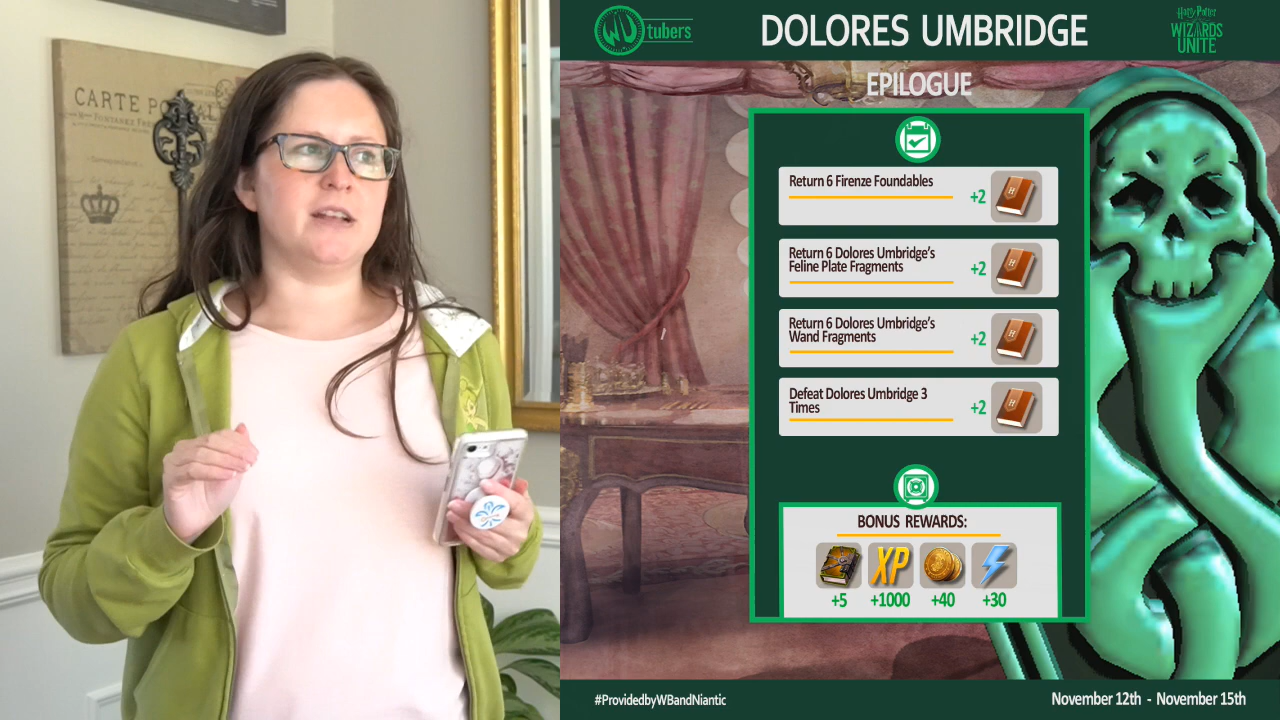 CARTE POSTALE
WU tubers
DOLORES UMBRIDGE
Harry Potter
WIZARDS
UNITE
EPILOGUE
Return 6 Firenze Foundables
+2
Return 6 Dolores Umbridge's
Feline Plate Fragments
+2
Return 6 Dolores Umbridge's
Wand Fragments
+2
Defeat Dolores Umbridge 3
Times
+2
BONUS REWARDS:
XP
+5 +1000 +40 +30
#ProvidedbyWBandNiantic
November 12th - November 15th